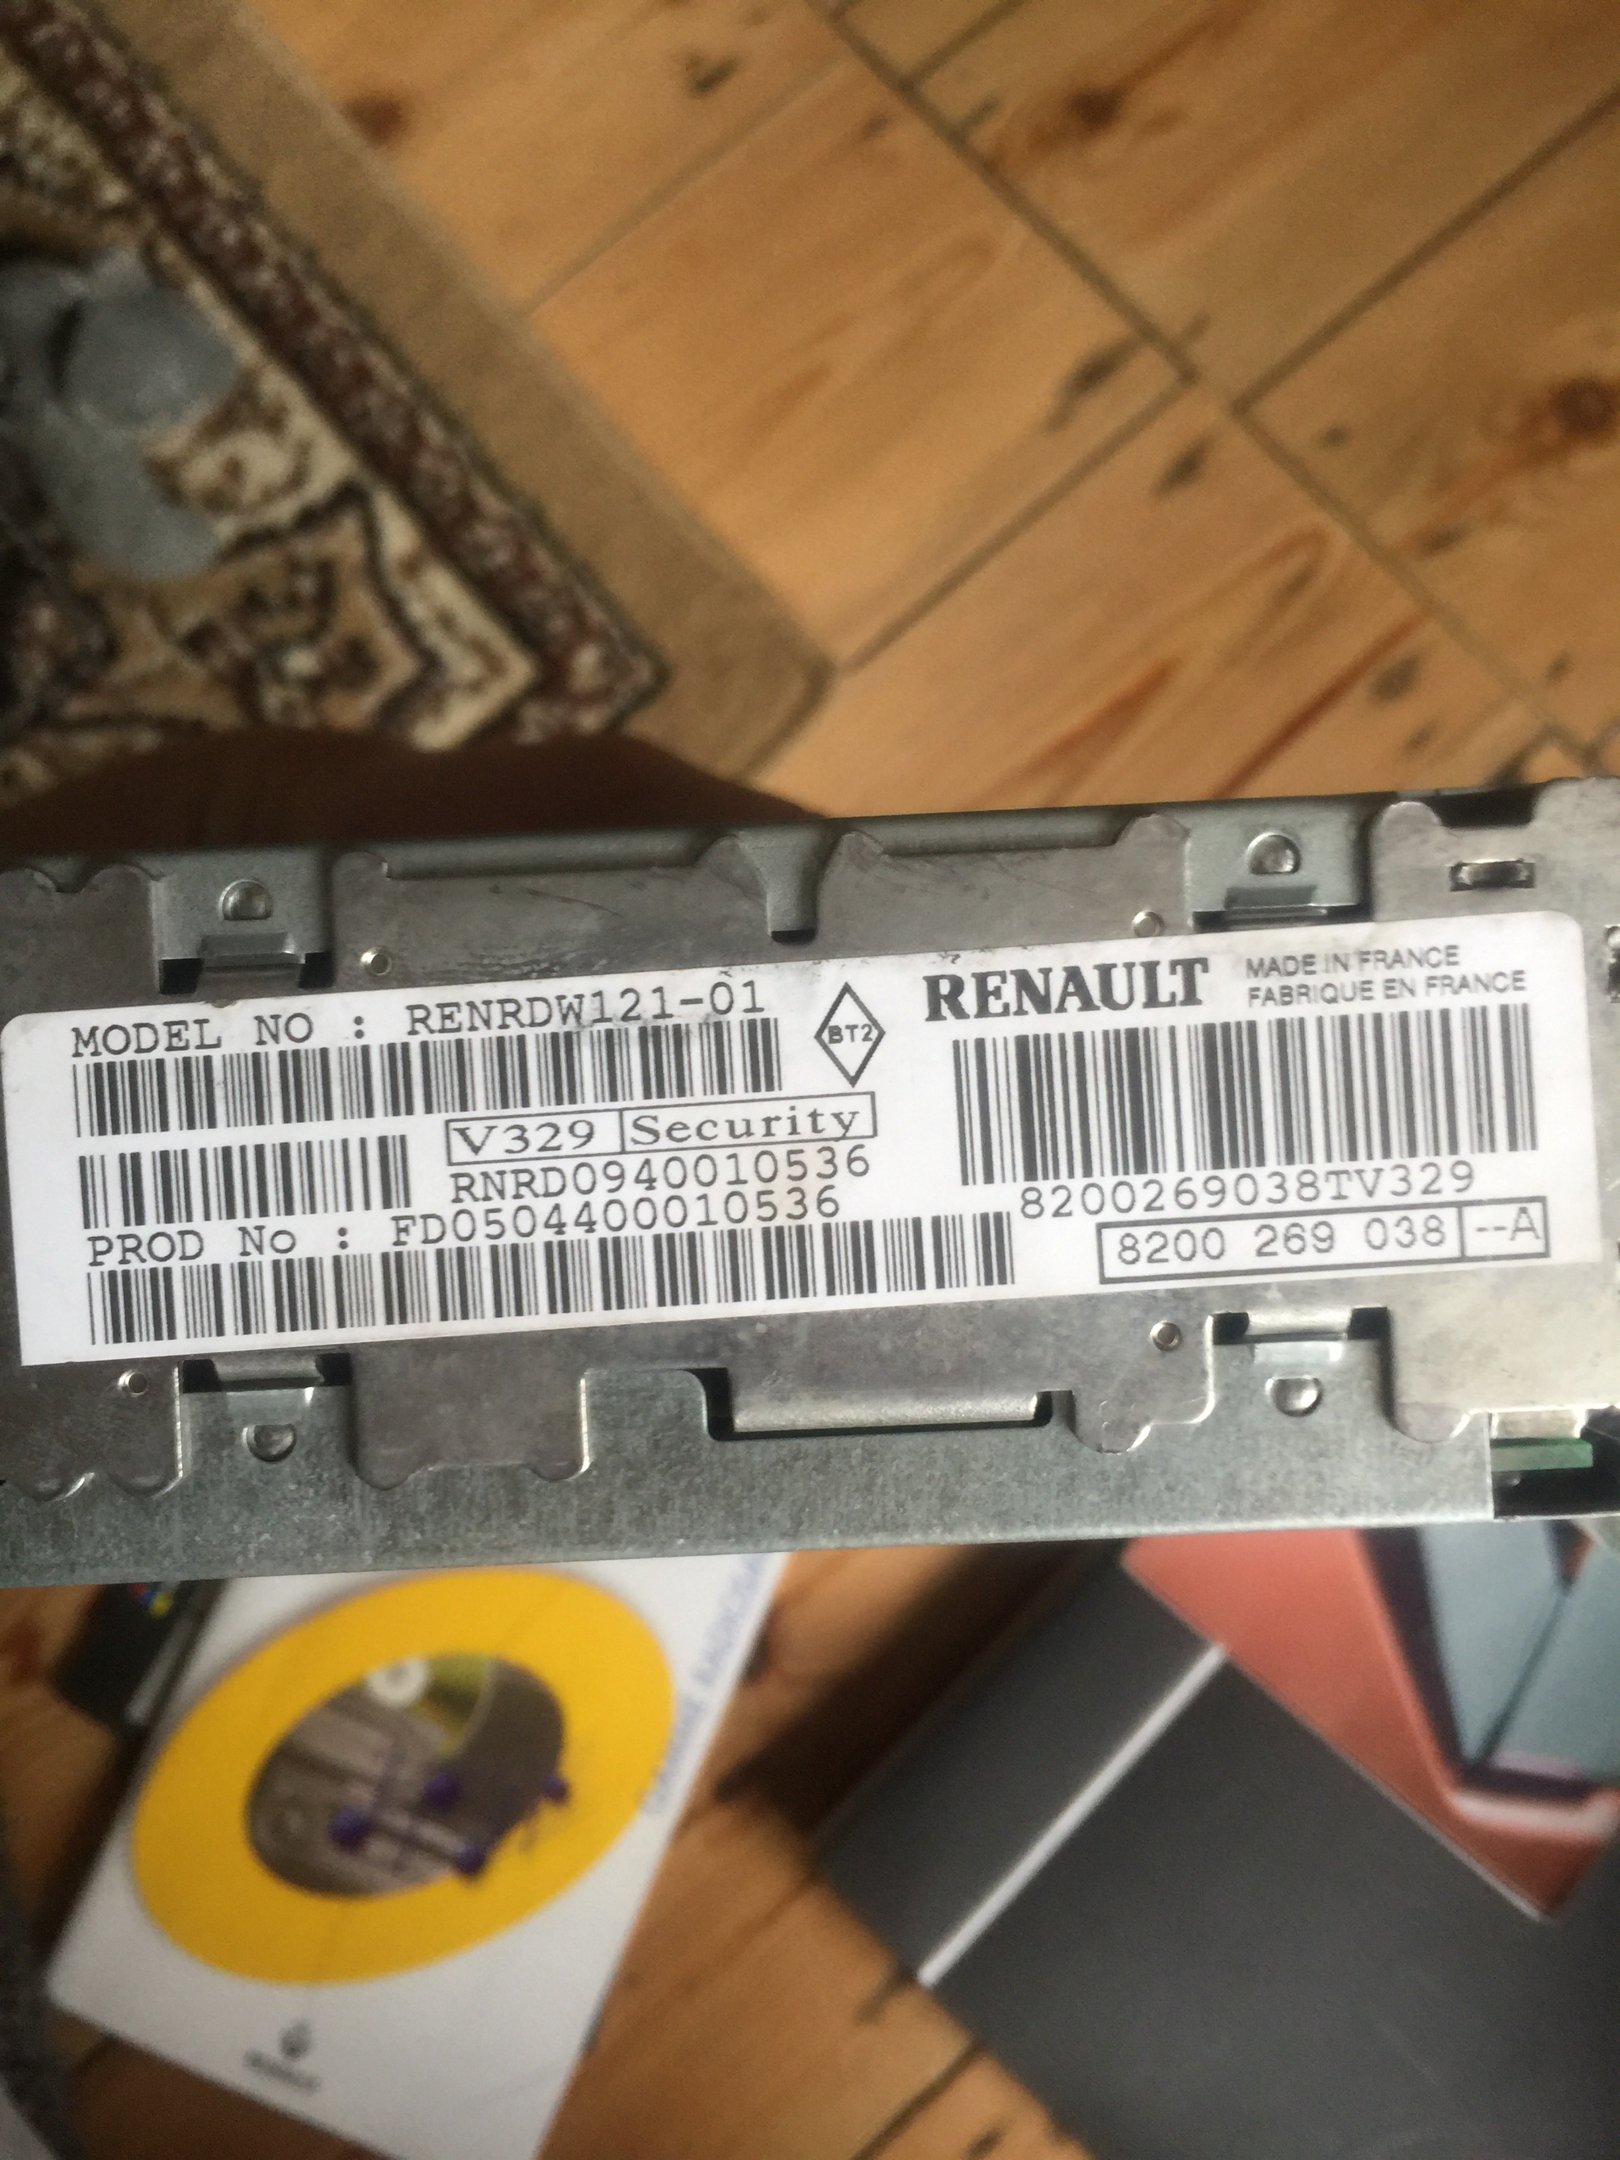 MODEL NO : RENRDW121-01
BT2
RENAULT
MADE IN FRANCE
FABRIQUE EN FRANCE
V329 Security
RNRD0940010536
PROD No : FD0504400010536
8200269038TV329
8200 269 038 --A